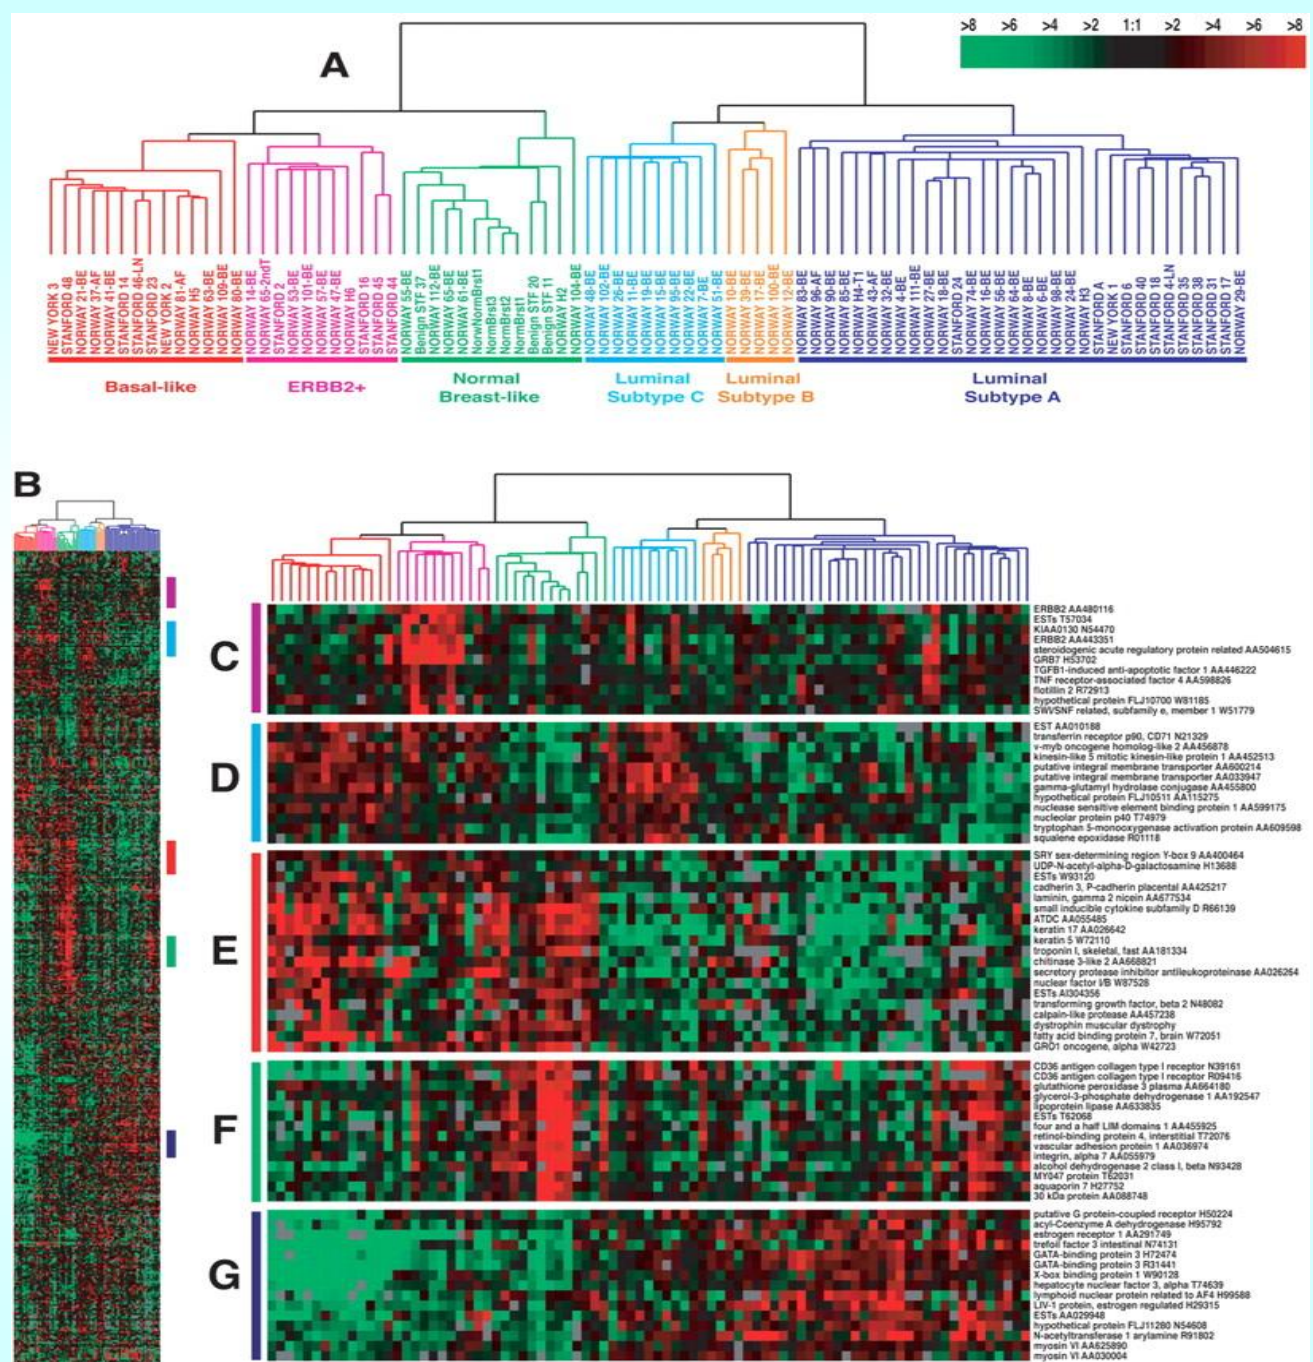 >8 >6 >4 >2 1:1 >2 >4 >6 >8
A
NEW YORK 3
STANFORD 48
NORWAY 21-BE
NORWAY 37-AF
NORWAY 41-BE
STANFORD 14
STANFORD 46-LN
STANFORD 23
NEW YORK 2
NORWAY 81-AF
NORWAY H5
NORWAY 63-BE
NORWAY 109-BE
NORWAY 80-BE
NORWAY 14-BE
NORWAY 65-2ndT
STANFORD 2
NORWAY 53-BE
NORWAY 101-BE
NORWAY 57-BE
NORWAY 47-BE
NORWAY H6
STANFORD 16
STANFORD 45
STANFORD 44
NORWAY 55-BE
Benign STF 37
NORWAY 112-BE
NORWAY 65-BE
NORWAY 61-BE
NorwNormBrst1
NormBrst3
NormBrst2
NormBrst1
Benign STF 20
Benign STF 11
NORWAY H2
NORWAY 104-BE
NORWAY 48-BE
NORWAY 102-BE
NORWAY 26-BE
NORWAY 11-BE
NORWAY 19-BE
NORWAY 15-BE
NORWAY 95-BE
NORWAY 22-BE
NORWAY 7-BE
NORWAY 51-BE
NORWAY 10-BE
NORWAY 39-BE
NORWAY 17-BE
NORWAY 100-BE
NORWAY 12-BE
NORWAY 83-BE
NORWAY 96-AF
NORWAY 90-BE
NORWAY 85-BE
NORWAY H4-T1
NORWAY 43-AF
NORWAY 32-BE
NORWAY 4-BE
NORWAY 111-BE
NORWAY 27-BE
NORWAY 18-BE
STANFORD 24
NORWAY 74-BE
NORWAY 16-BE
NORWAY 56-BE
NORWAY 64-BE
NORWAY 8-BE
NORWAY 6-BE
NORWAY 98-BE
NORWAY 24-BE
NORWAY H3
STANFORD A
NEW YORK 1
STANFORD 6
STANFORD 40
STANFORD 18
STANFORD 4-LN
STANFORD 35
STANFORD 38
STANFORD 31
STANFORD 17
NORWAY 29-BE
Basal-like
ERBB2+
Normal
Breast-like
Luminal
Subtype C
Luminal
Subtype B
Luminal
Subtype A
B
C
ERBB2 AA480116
ESTs T57034
KIAA0130 N54470
ERBB2 AA443351
steroidogenic acute regulatory protein related AA504615
GRB7 H53702
TGFB1-induced anti-apoptotic factor 1 AA446222
TNF receptor-associated factor 4 AA598826
flotillin 2 R72913
hypothetical protein FLJ10700 W81185
SWI/SNF related, subfamily e, member 1 W51779
D
EST AA010188
transferrin receptor p90, CD71 N21329
v-myb oncogene homolog-like 2 AA456878
kinesin-like 5 mitotic kinesin-like protein 1 AA452513
putative integral membrane transporter AA600214
putative integral membrane transporter AA033947
gamma-glutamyl hydrolase conjugase AA455800
hypothetical protein FLJ10511 AA115275
nuclease sensitive element binding protein 1 AA599175
nucleolar protein p40 T74979
tryptophan 5-monooxygenase activation protein AA609598
squalene epoxidase R01118
E
SRY sex-determining region Y-box 9 AA400464
UDP-N-acetyl-alpha-D-galactosamine H13688
ESTs W93120
cadherin 3, P-cadherin placental AA425217
laminin, gamma 2 nicein AA677534
small inducible cytokine subfamily D R66139
ATDC AA055485
keratin 17 AA026642
keratin 5 W72110
troponin I, skeletal, fast AA181334
chitinase 3-like 2 AA668821
secretory protease inhibitor antileukoproteinase AA026264
nuclear factor I/B W87528
ESTs AI304356
transforming growth factor, beta 2 N48082
calpain-like protease AA457238
dystrophin muscular dystrophy
fatty acid binding protein 7, brain W72051
GRO1 oncogene, alpha W42723
F
CD36 antigen collagen type I receptor N39161
CD36 antigen collagen type I receptor R09416
glutathione peroxidase 3 plasma AA664180
glycerol-3-phosphate dehydrogenase 1 AA192547
lipoprotein lipase AA633835
ESTs T62068
four and a half LIM domains 1 AA455925
retinol-binding protein 4, interstitial T72076
vascular adhesion protein 1 AA036974
integrin, alpha 7 AA055979
alcohol dehydrogenase 2 class I, beta N93428
MY047 protein T62031
aquaporin 7 H27752
30 kDa protein AA088748
G
putative G protein-coupled receptor H50224
acyl-Coenzyme A dehydrogenase H95792
estrogen receptor 1 AA291749
trefoil factor 3 intestinal N74131
GATA-binding protein 3 H72474
GATA-binding protein 3 R31441
X-box binding protein 1 W90128
hepatocyte nuclear factor 3, alpha T74639
lymphoid nuclear protein related to AF4 H99588
LIV-1 protein, estrogen regulated H29315
ESTs AA029948
hypothetical protein FLJ11280 N54608
N-acetyltransferase 1 arylamine R91802
myosin VI AA625890
myosin VI AA030004